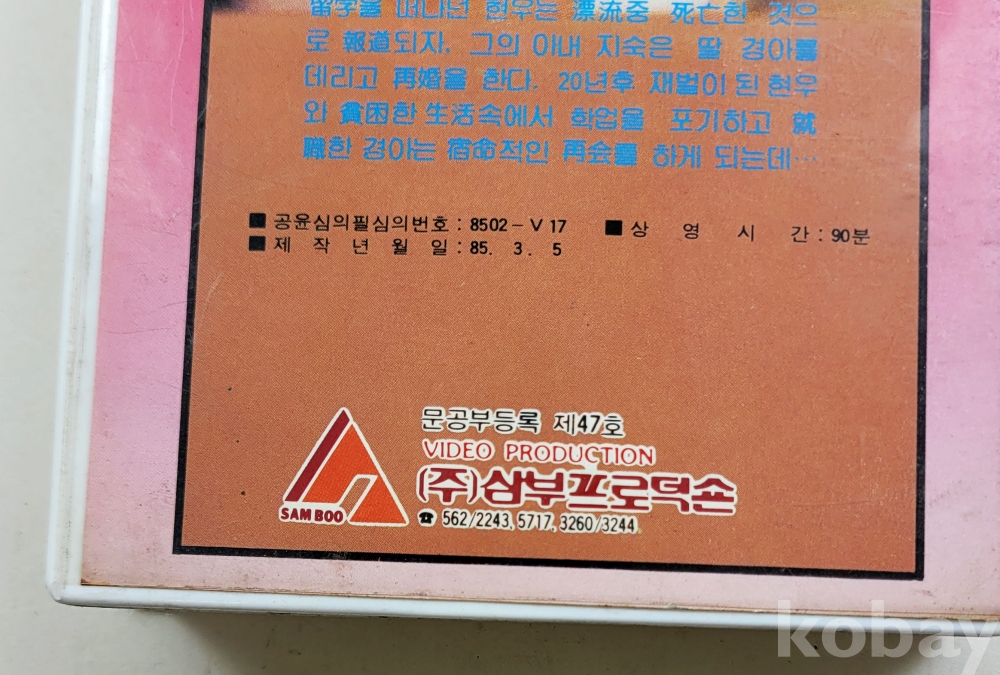 留学을 떠나던 현우는 漂流중 死亡한 것으
로 報道되자, 그의 아내 지숙은 딸 경아를
데리고 再婚을 한다. 20년후 재벌이 된 현우
와 貧困한 生活속에서 학업을 포기하고 就
職한 경아는 宿命적인 再会를 하게 되는데…
■ 공윤심의필심의번호 : 8502-V 17 ■ 상 영 시 간 : 90분
■ 제 작 년 월 일 : 85. 3. 5
문공부등록 제47호
VIDEO PRODUCTION
(주)삼부프로덕숀
SAM BOO
☎ 562/2243, 5717, 3260/3244
kobay